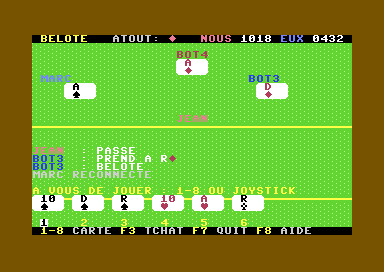 BELOTE ATOUT: ♦ NOUS 1018 EUX 0432
BOT4
A
♦
MARC BOT3
A D
♠ ♦
JEAN
JEAN : PASSE
BOT3 : PREND A R♦
BOT3 : BELOTE
MARC RECONNECTE
A VOUS DE JOUER : 1-8 OU JOYSTICK
10 D R 10 A R
♠ ♠ ♠ ♥ ♥ ♣
1 2 3 4 5 6
1-8 CARTE F3 TCHAT F7 QUIT F8 AIDE